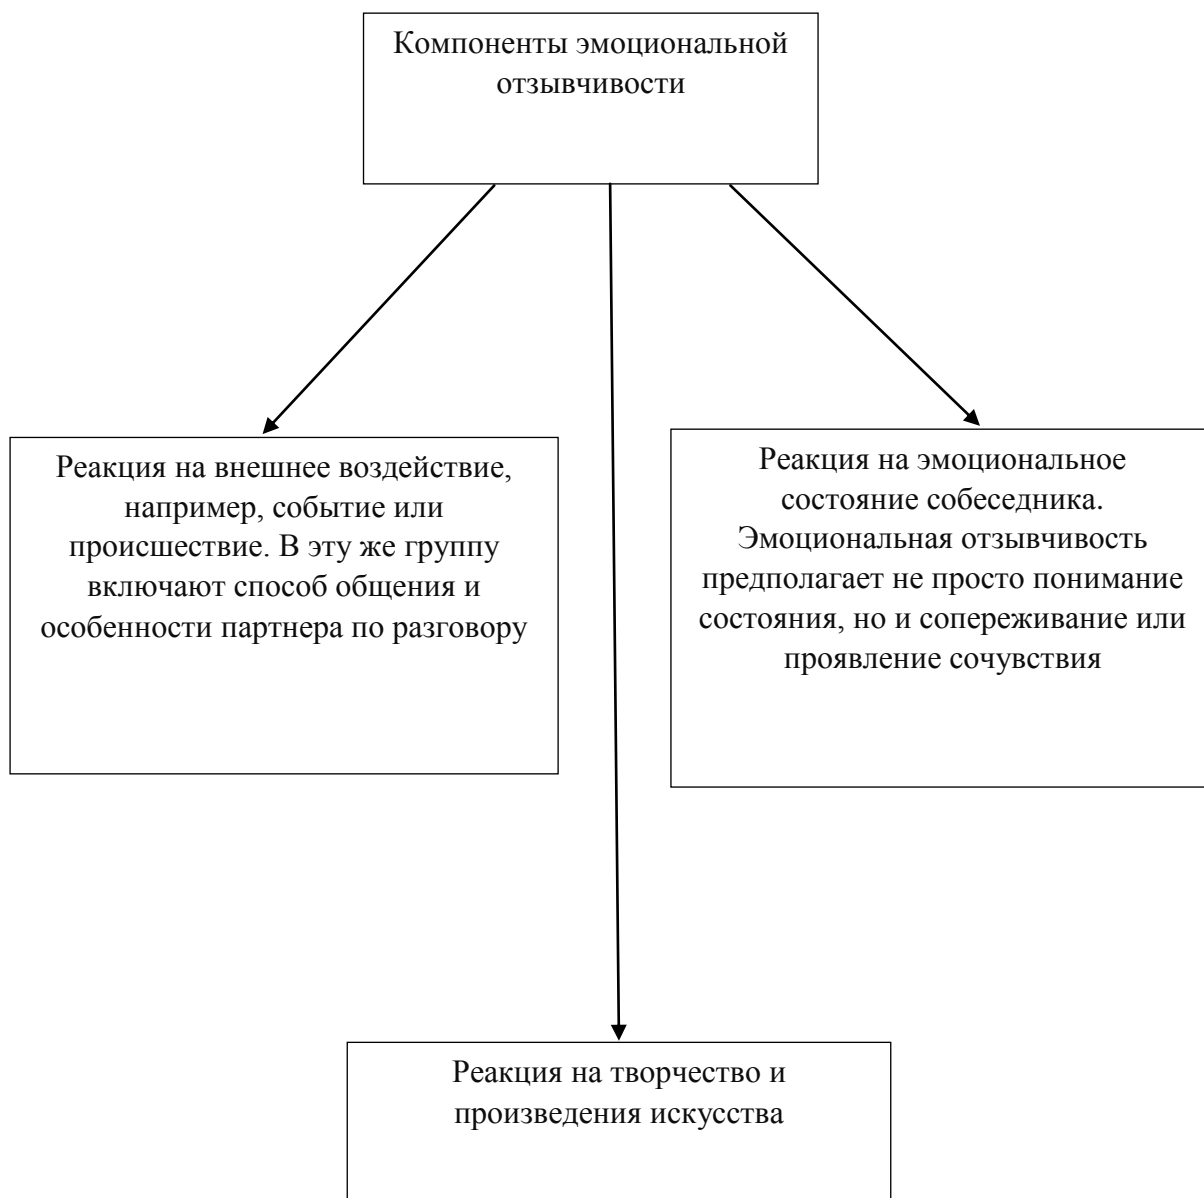 Компоненты эмоциональной
отзывчивости
Реакция на внешнее воздействие,
например, событие или
происшествие. В эту же группу
включают способ общения и
особенности партнера по разговору
Реакция на эмоциональное
состояние собеседника.
Эмоциональная отзывчивость
предполагает не просто понимание
состояния, но и сопереживание или
проявление сочувствия
Реакция на творчество и
произведения искусства